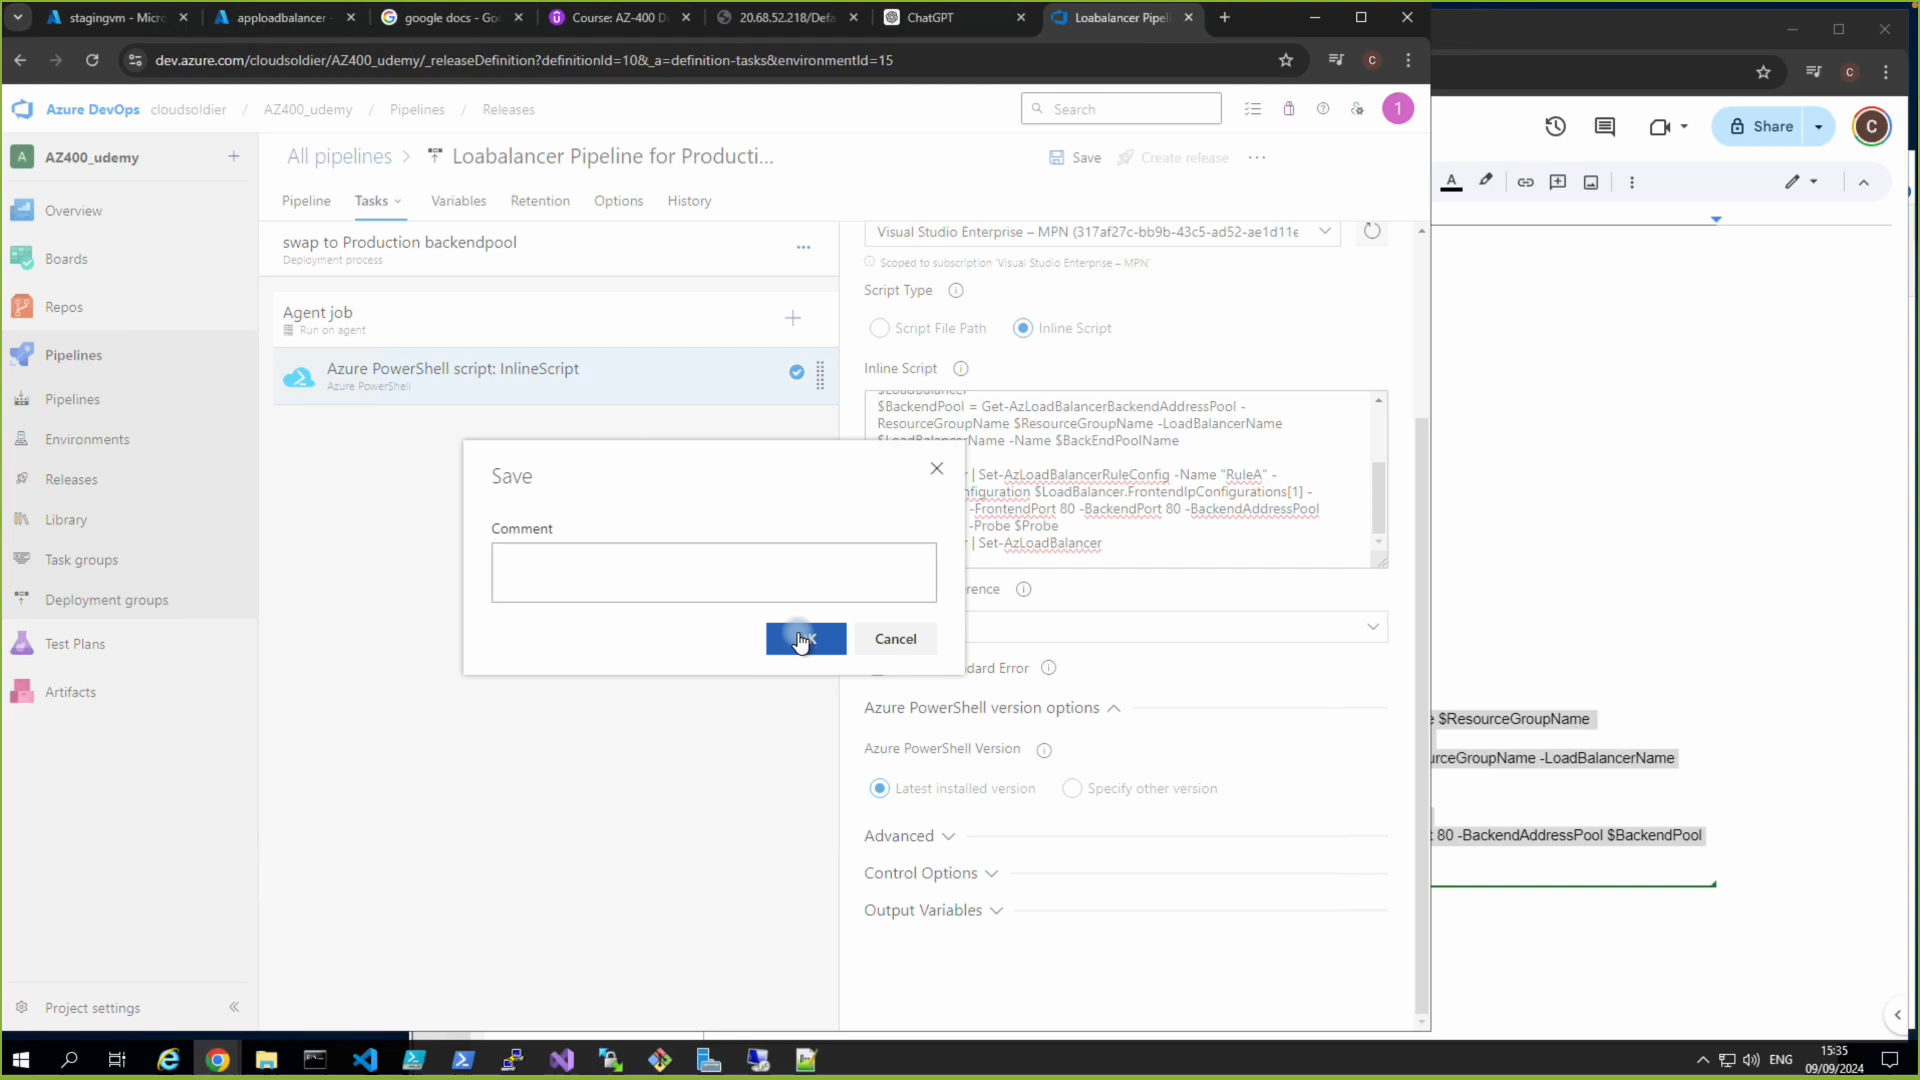 stagingvm - Micro
apploadbalancer
google docs - Go
Course: AZ-400 D
20.68.52.218/Defa
ChatGPT
Loabalancer Pipel
dev.azure.com/cloudsoldier/AZ400_udemy/_releaseDefinition?definitionId=10&_a=definition-tasks&environmentId=15
C
C
Azure DevOps cloudsoldier / AZ400_udemy / Pipelines / Releases
Search
1
Share
C
A AZ400_udemy
All pipelines > Loabalancer Pipeline for Producti...
Save
Create release
Pipeline
Tasks
Variables
Retention
Options
History
Overview
Boards
Repos
Pipelines
Pipelines
Environments
Releases
Library
Task groups
Deployment groups
Test Plans
Artifacts
Project settings
swap to Production backendpool
Deployment process
Agent job
Run on agent
Azure PowerShell script: InlineScript
Azure PowerShell
Visual Studio Enterprise – MPN (317af27c-bb9b-43c5-ad52-ae1d11e
Scoped to subscription 'Visual Studio Enterprise – MPN'
Script Type
Script File Path
Inline Script
Inline Script
$LoadBalancer
$BackendPool = Get-AzLoadBalancerBackendAddressPool -
ResourceGroupName $ResourceGroupName -LoadBalancerName
$LoadBalancerName -Name $BackEndPoolName
| Set-AzLoadBalancerRuleConfig -Name "RuleA" -
nfiguration $LoadBalancer.FrontendIpConfigurations[1] -
-FrontendPort 80 -BackendPort 80 -BackendAddressPool
-Probe $Probe
| Set-AzLoadBalancer
rence
dard Error
Azure PowerShell version options
Azure PowerShell Version
Latest installed version
Specify other version
Advanced
Control Options
Output Variables
Save
Comment
Cancel
e $ResourceGroupName
urceGroupName -LoadBalancerName
t 80 -BackendAddressPool $BackendPool
ENG
15:35
09/09/2024